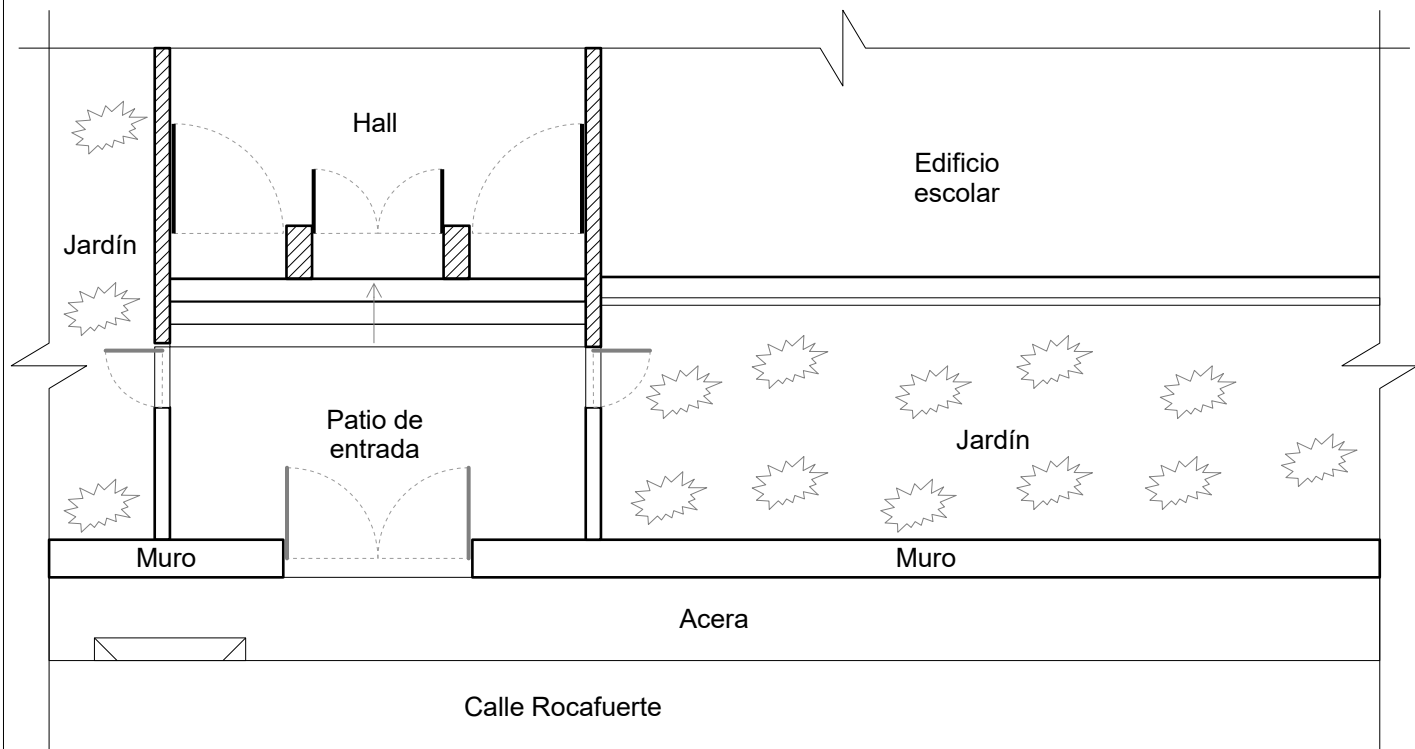 Hall
Edificio
escolar
Jardín
Patio de
entrada
Jardín
Muro
Muro
Acera
Calle Rocafuerte